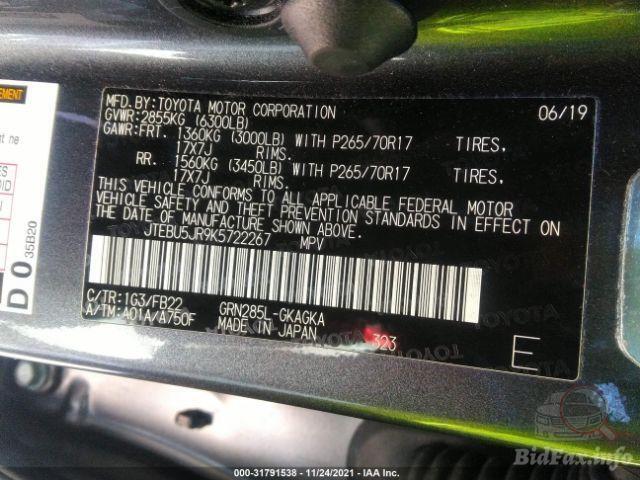 MFD. BY: TOYOTA MOTOR CORPORATION 06/19
GVWR: 2855KG (6300LB)
GAWR: FRT. 1360KG (3000LB) WITH P265/70R17 TIRES.
17X7J RIMS.
RR. 1560KG (3450LB) WITH P265/70R17 TIRES.
17X7J RIMS.
THIS VEHICLE CONFORMS TO ALL APPLICABLE FEDERAL MOTOR
VEHICLE SAFETY AND THEFT PREVENTION STANDARDS IN EFFECT ON
THE DATE OF MANUFACTURE SHOWN ABOVE.
JTEBU5JR9K5722267 MPV
C/TR: 1G3/FB22 GRN285L-GKAGKA
A/TM: A01A/A750F MADE IN JAPAN
323
E
D0
35B20
000-31791538 - 11/24/2021 - IAA Inc.
BidFax.info